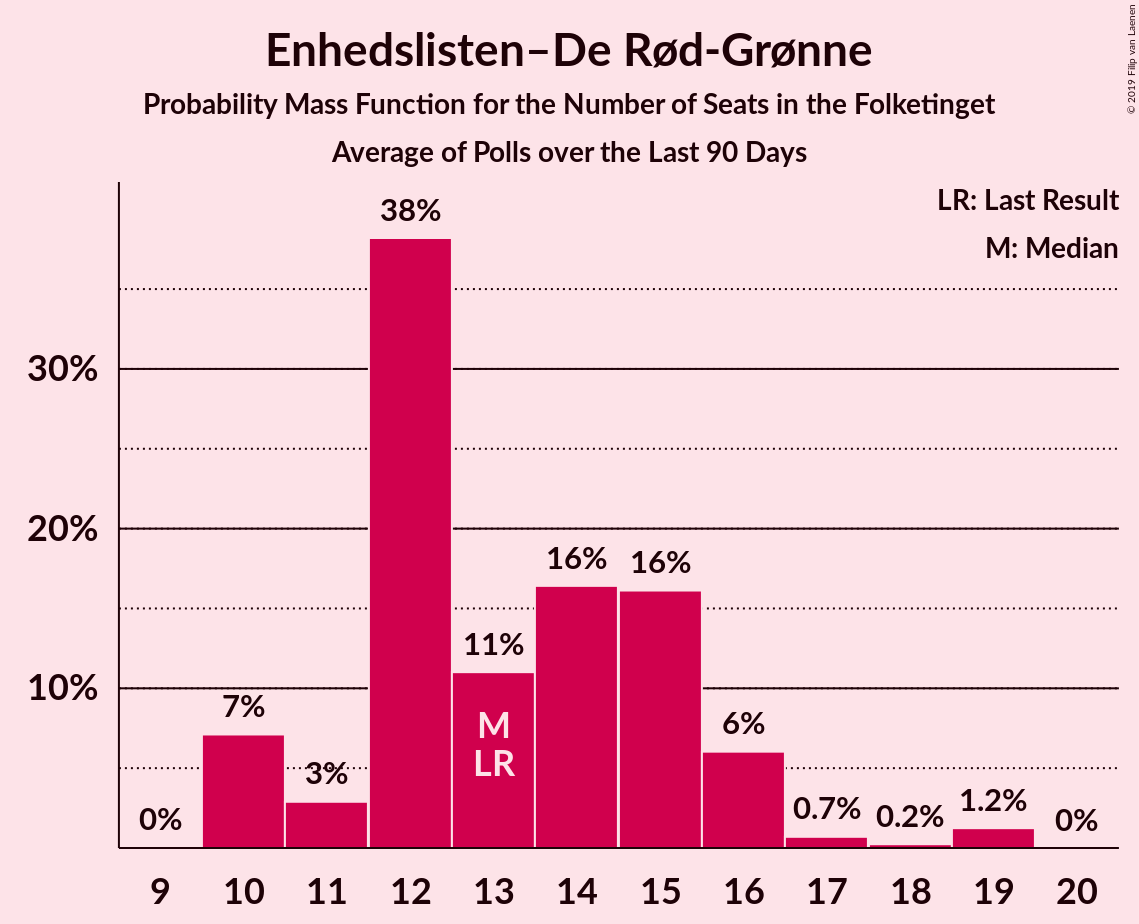 Enhedslisten–De Rød-Grønne
Probability Mass Function for the Number of Seats in the Folketinget
Average of Polls over the Last 90 Days
© 2019 Filip van Laenen
LR: Last Result
M: Median
38%
30%
20%
16%
16%
11%
10%
7%
M
6%
LR
3%
0%
0.7%
0.2%
1.2%
0%
9 10 11 12 13 14 15 16 17 18 19 20